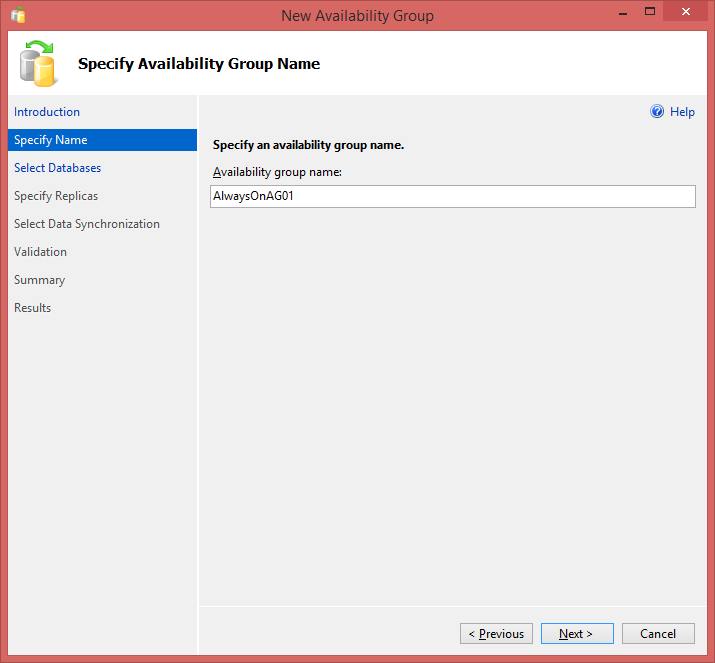 New Availability Group
Specify Availability Group Name
Introduction
Specify Name
Select Databases
Specify Replicas
Select Data Synchronization
Validation
Summary
Results
Help
Specify an availability group name.
Availability group name:
AlwaysOnAG01
< Previous
Next >
Cancel